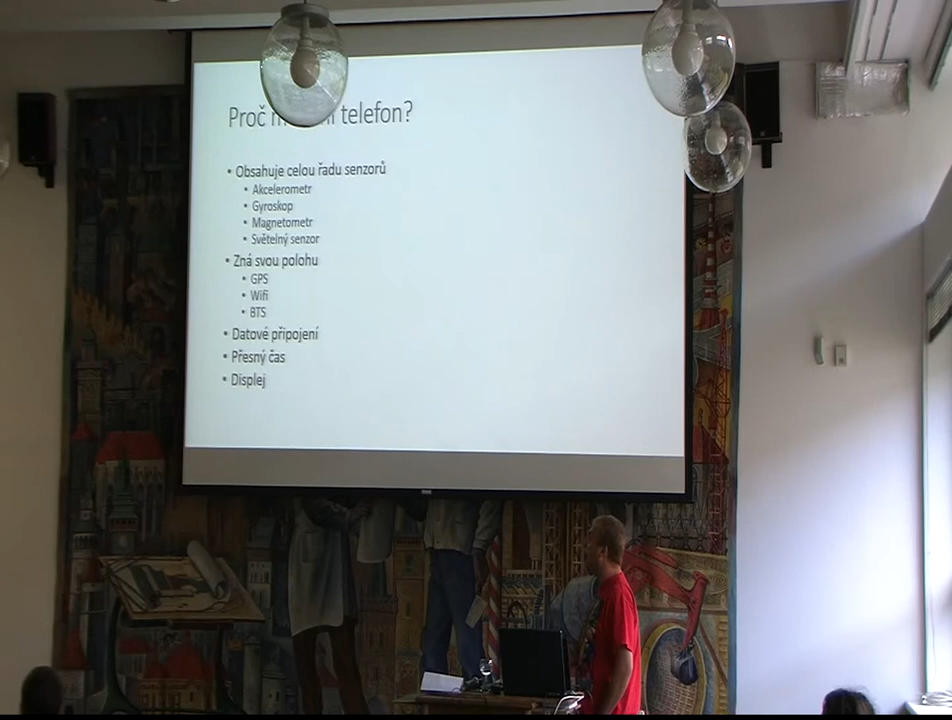 Proč telefon?
• Obsahuje celou řadu senzorů
• Akcelerometr
• Gyroskop
• Magnetometr
• Světelný senzor
• Zná svou polohu
• GPS
• Wifi
• BTS
• Datové připojení
• Přesný čas
• Displej